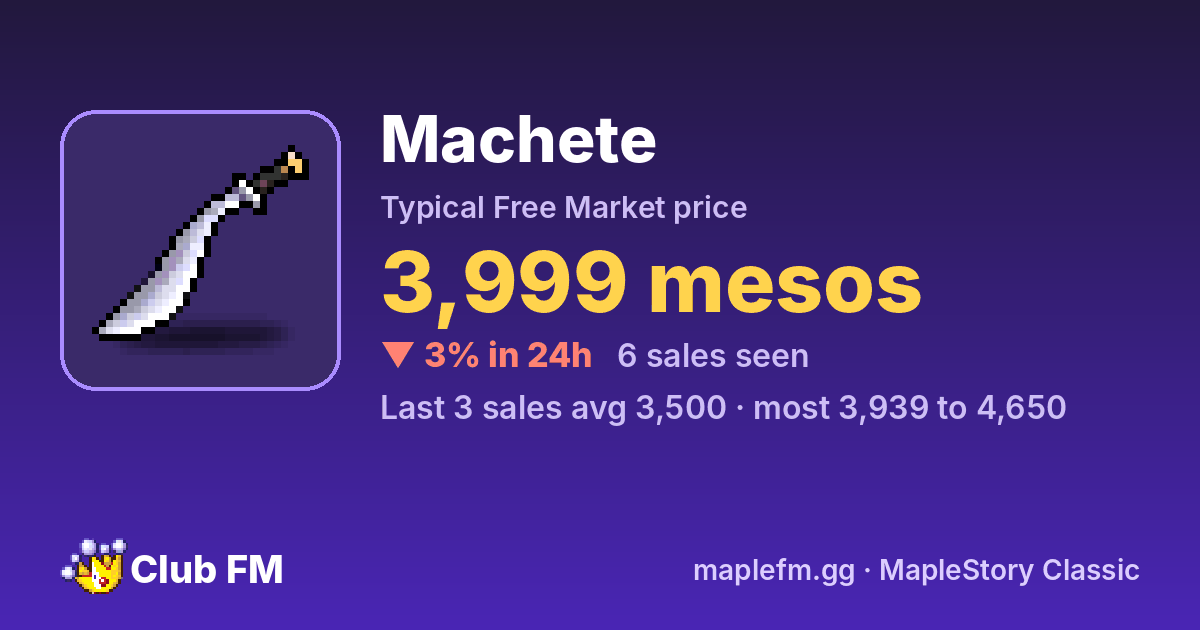 Machete
Typical Free Market price
3,999 mesos
▼ 3% in 24h 6 sales seen
Last 3 sales avg 3,500 · most 3,939 to 4,650
Club FM
maplefm.gg · MapleStory Classic